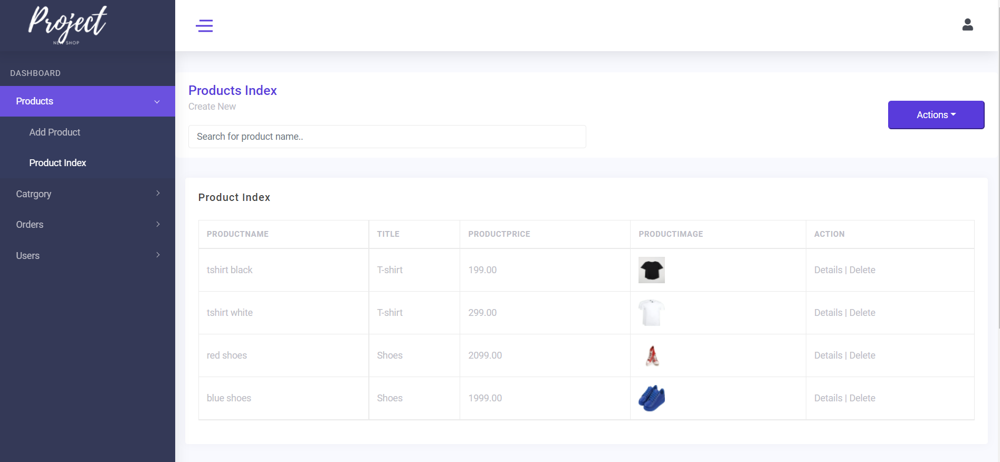 Project
NEW SHOP
DASHBOARD
Products
Add Product
Product Index
Catrgory
Orders
Users
Products Index
Create New
Search for product name..
Actions
Product Index
PRODUCTNAME TITLE PRODUCTPRICE PRODUCTIMAGE ACTION
tshirt black T-shirt 199.00 Details | Delete
tshirt white T-shirt 299.00 Details | Delete
red shoes Shoes 2099.00 Details | Delete
blue shoes Shoes 1999.00 Details | Delete